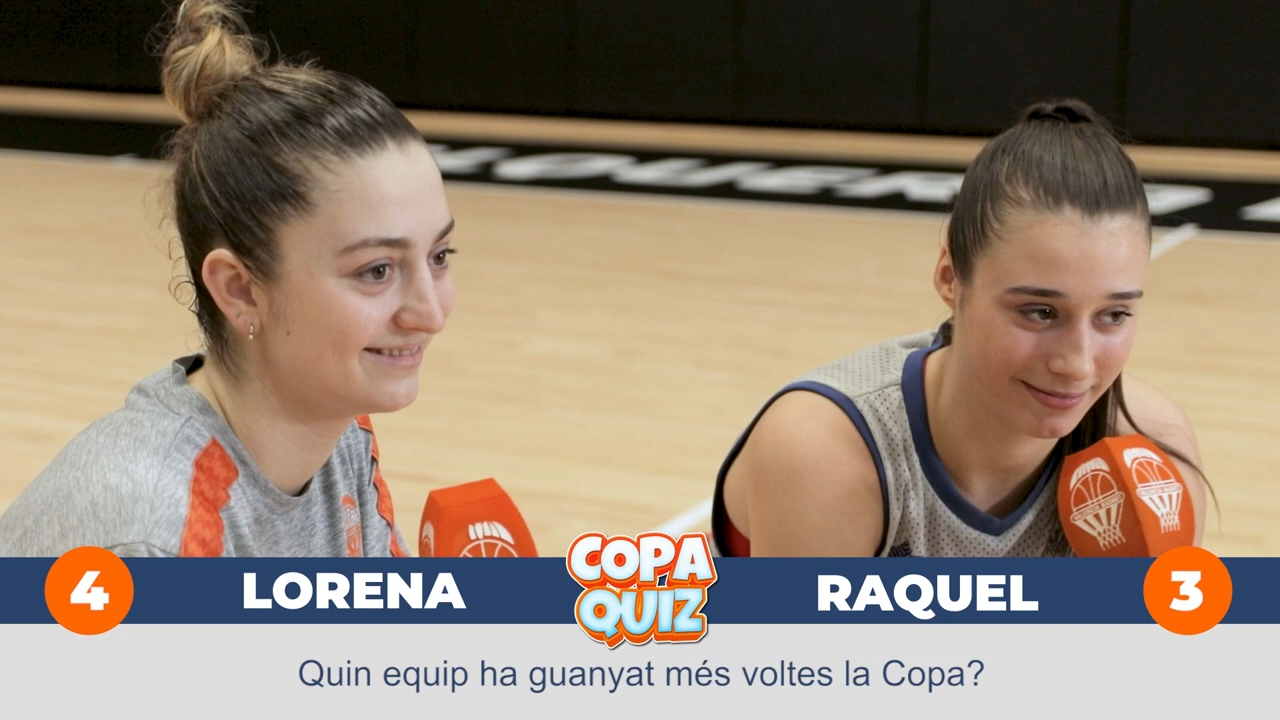 4
LORENA
COPA
QUIZ
RAQUEL
3
Quin equip ha guanyat més voltes la Copa?